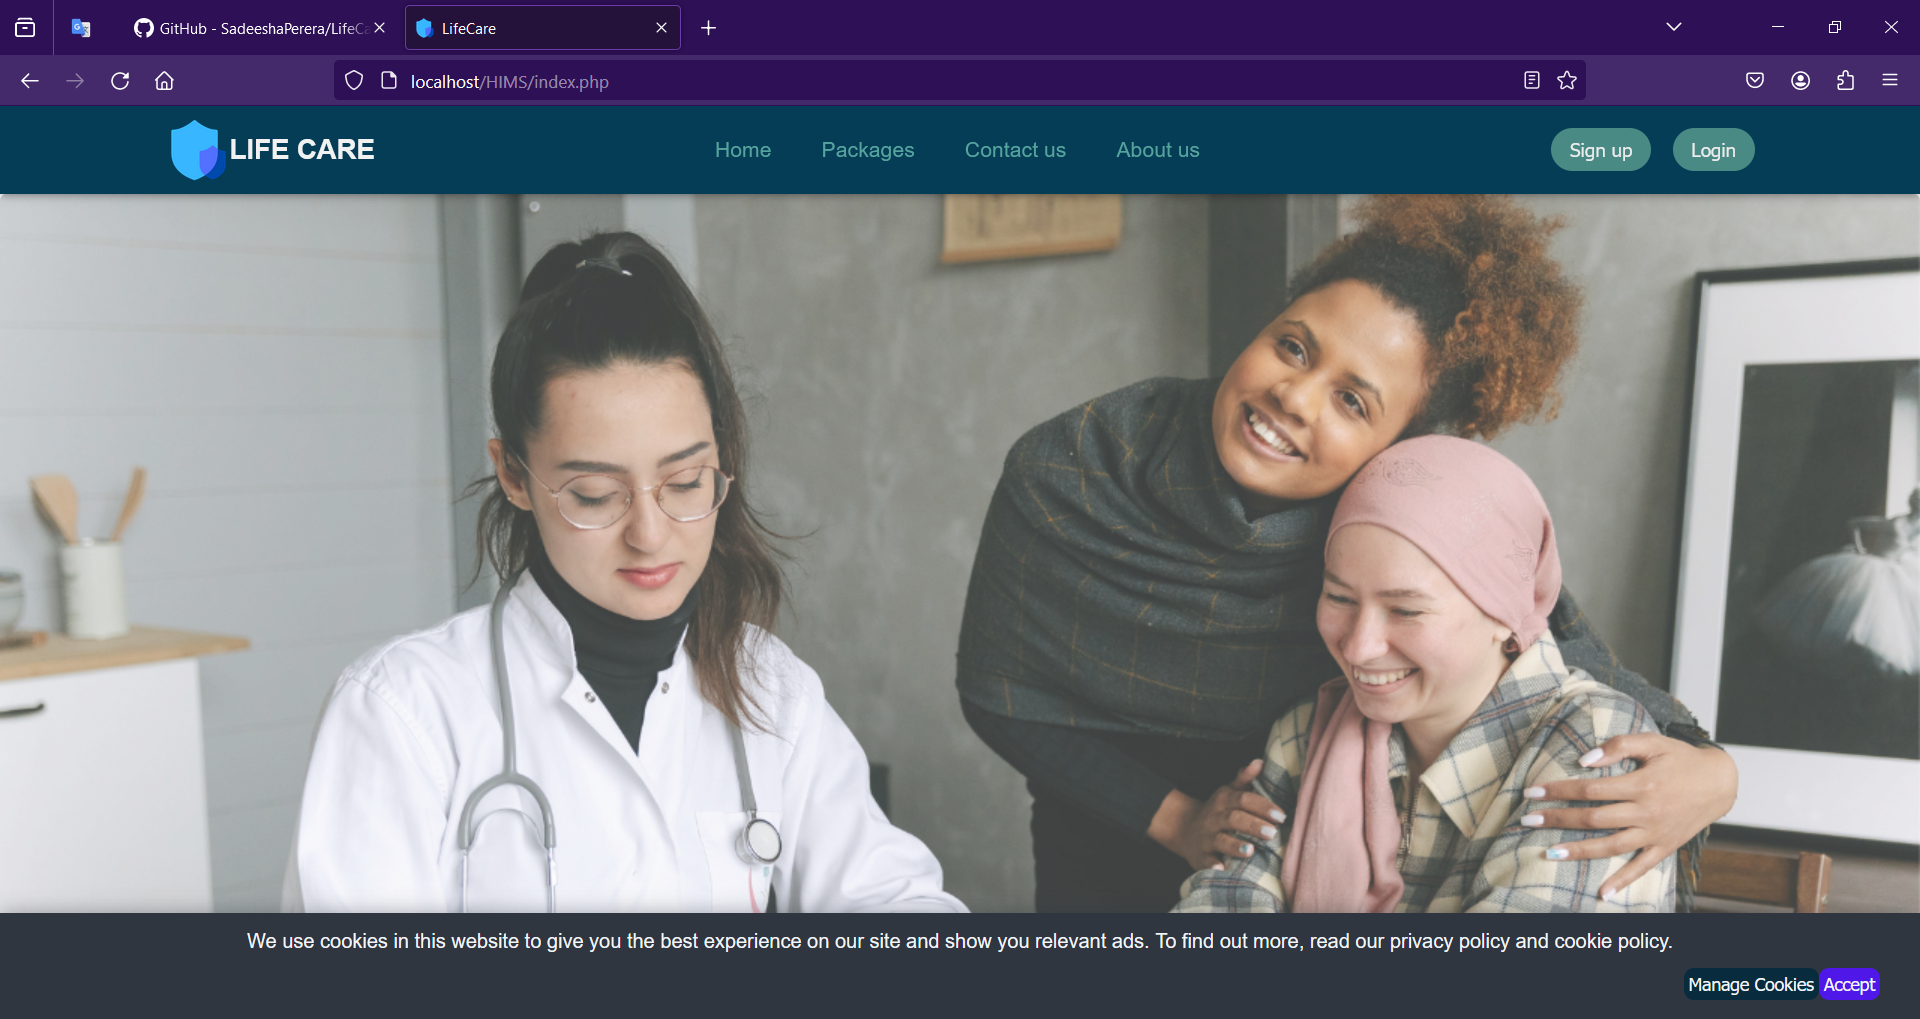 GitHub - SadeeshaPerera/LifeCa
LifeCare
localhost/HIMS/index.php
LIFE CARE
Home
Packages
Contact us
About us
Sign up
Login
We use cookies in this website to give you the best experience on our site and show you relevant ads. To find out more, read our privacy policy and cookie policy.
Manage Cookies
Accept